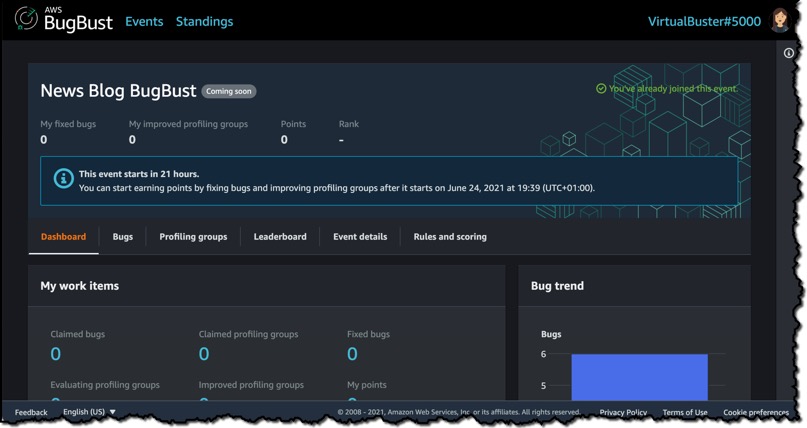 AWS
BugBust
Events
Standings
VirtualBuster#5000
News Blog BugBust
Coming soon
You've already joined this event.
My fixed bugs
My improved profiling groups
Points
Rank
0
0
0
-
This event starts in 21 hours.
You can start earning points by fixing bugs and improving profiling groups after it starts on June 24, 2021 at 19:39 (UTC+01:00).
Dashboard
Bugs
Profiling groups
Leaderboard
Event details
Rules and scoring
My work items
Claimed bugs
Claimed profiling groups
Fixed bugs
0
0
0
Evaluating profiling groups
Improved profiling groups
My points
Bug trend
Bugs
6
5
Feedback
English (US)
© 2008 - 2021, Amazon Web Services, Inc. or its affiliates. All rights reserved.
Privacy Policy
Terms of Use
Cookie preferences